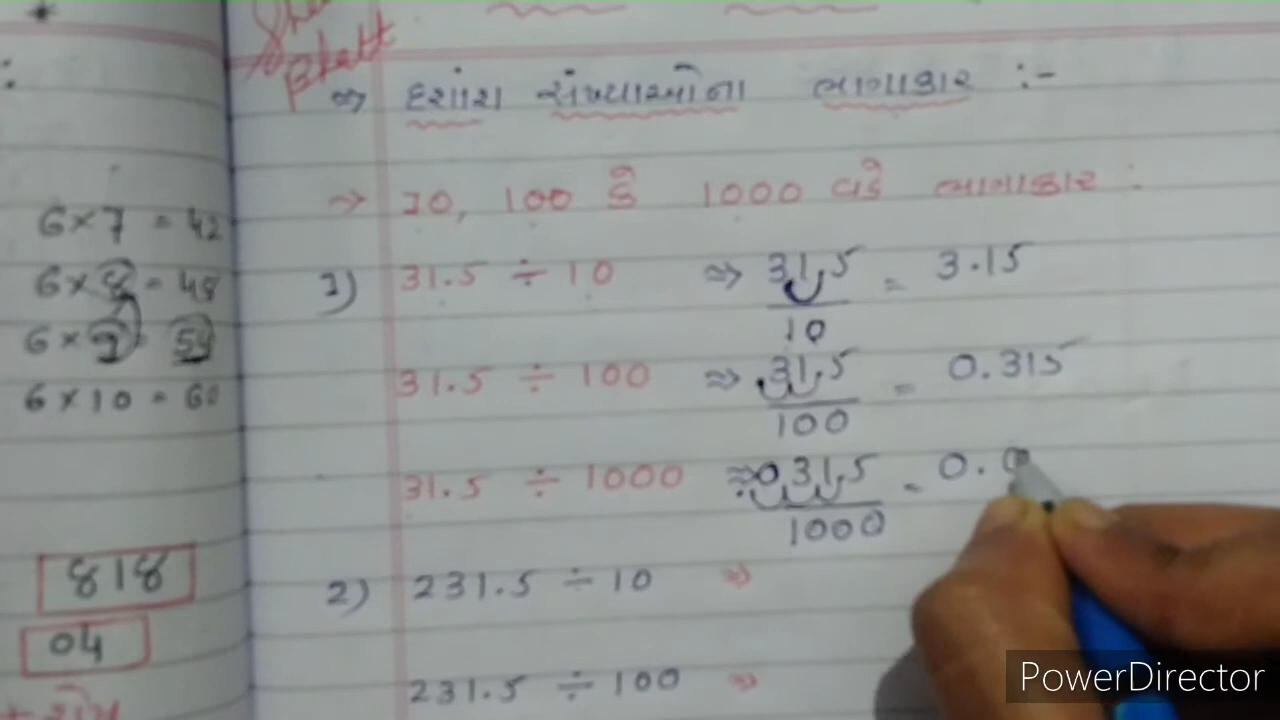 6 × 7 = 42
6 × 8 = 48
6 × 9 = 54
6 × 10 = 60
818
04
Bhatt
⇒ દશાંશ સંખ્યાઓના ભાગાકાર :-
→ 10, 100 કે 1000 વડે ભાગાકાર :
1) 31.5 ÷ 10 ⇒ 31.5 / 10 = 3.15
31.5 ÷ 100 ⇒ 31.5 / 100 = 0.315
31.5 ÷ 1000 ⇒ 031.5 / 1000 = 0.0
2) 231.5 ÷ 10 ⇒
231.5 ÷ 100 ⇒
PowerDirector